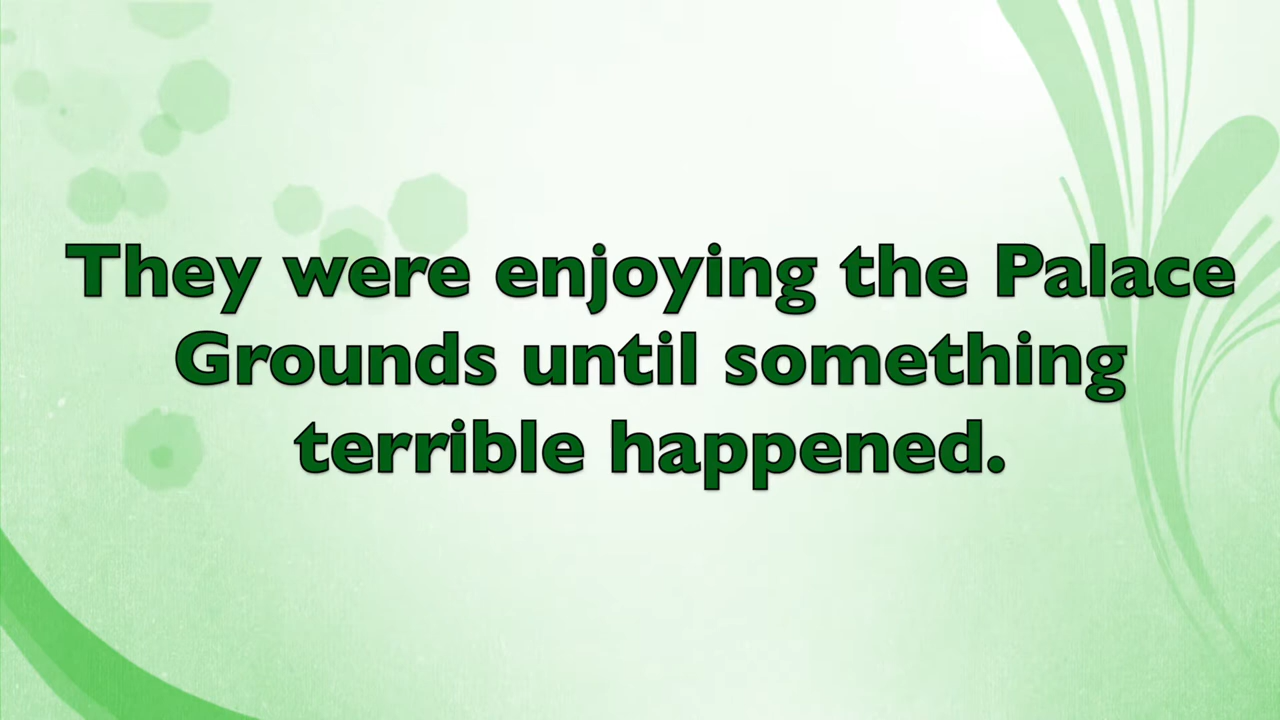 They were enjoying the Palace
Grounds until something
terrible happened.